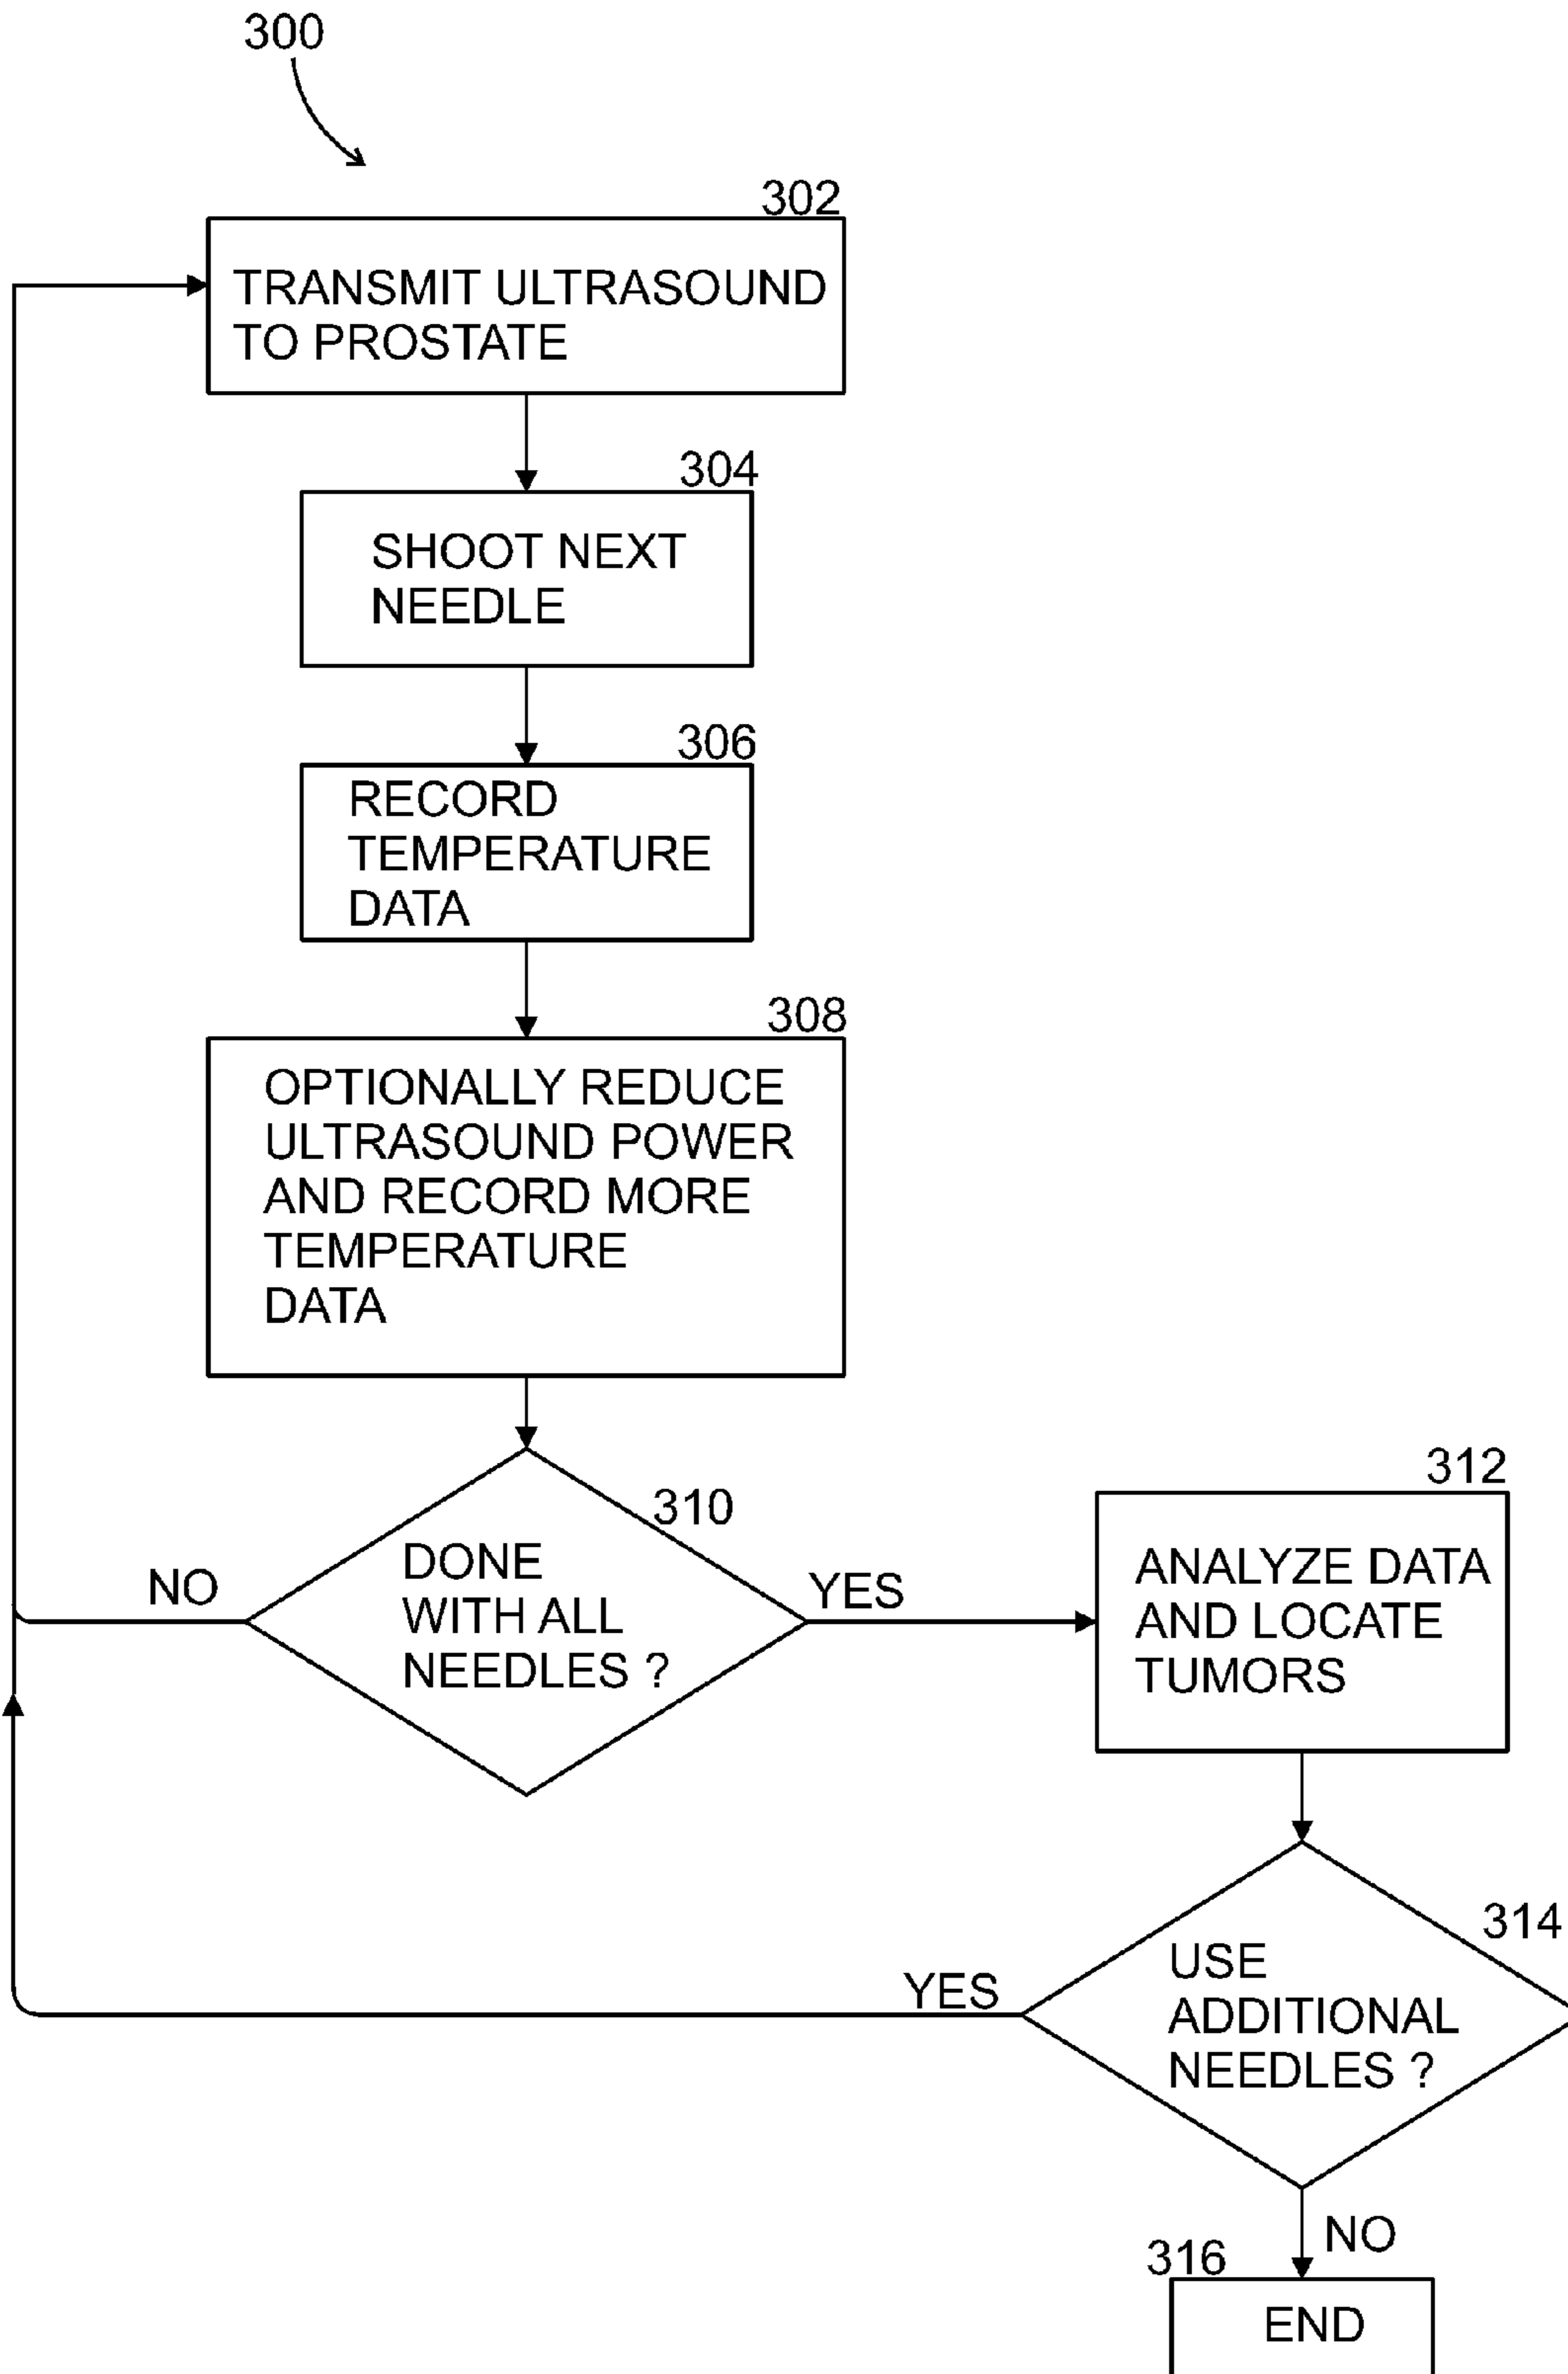 300
302
TRANSMIT ULTRASOUND
TO PROSTATE
304
SHOOT NEXT
NEEDLE
306
RECORD
TEMPERATURE
DATA
308
OPTIONALLY REDUCE
ULTRASOUND POWER
AND RECORD MORE
TEMPERATURE
DATA
310
DONE
WITH ALL
NEEDLES ?
NO
YES
312
ANALYZE DATA
AND LOCATE
TUMORS
314
USE
ADDITIONAL
NEEDLES ?
YES
NO
316
END